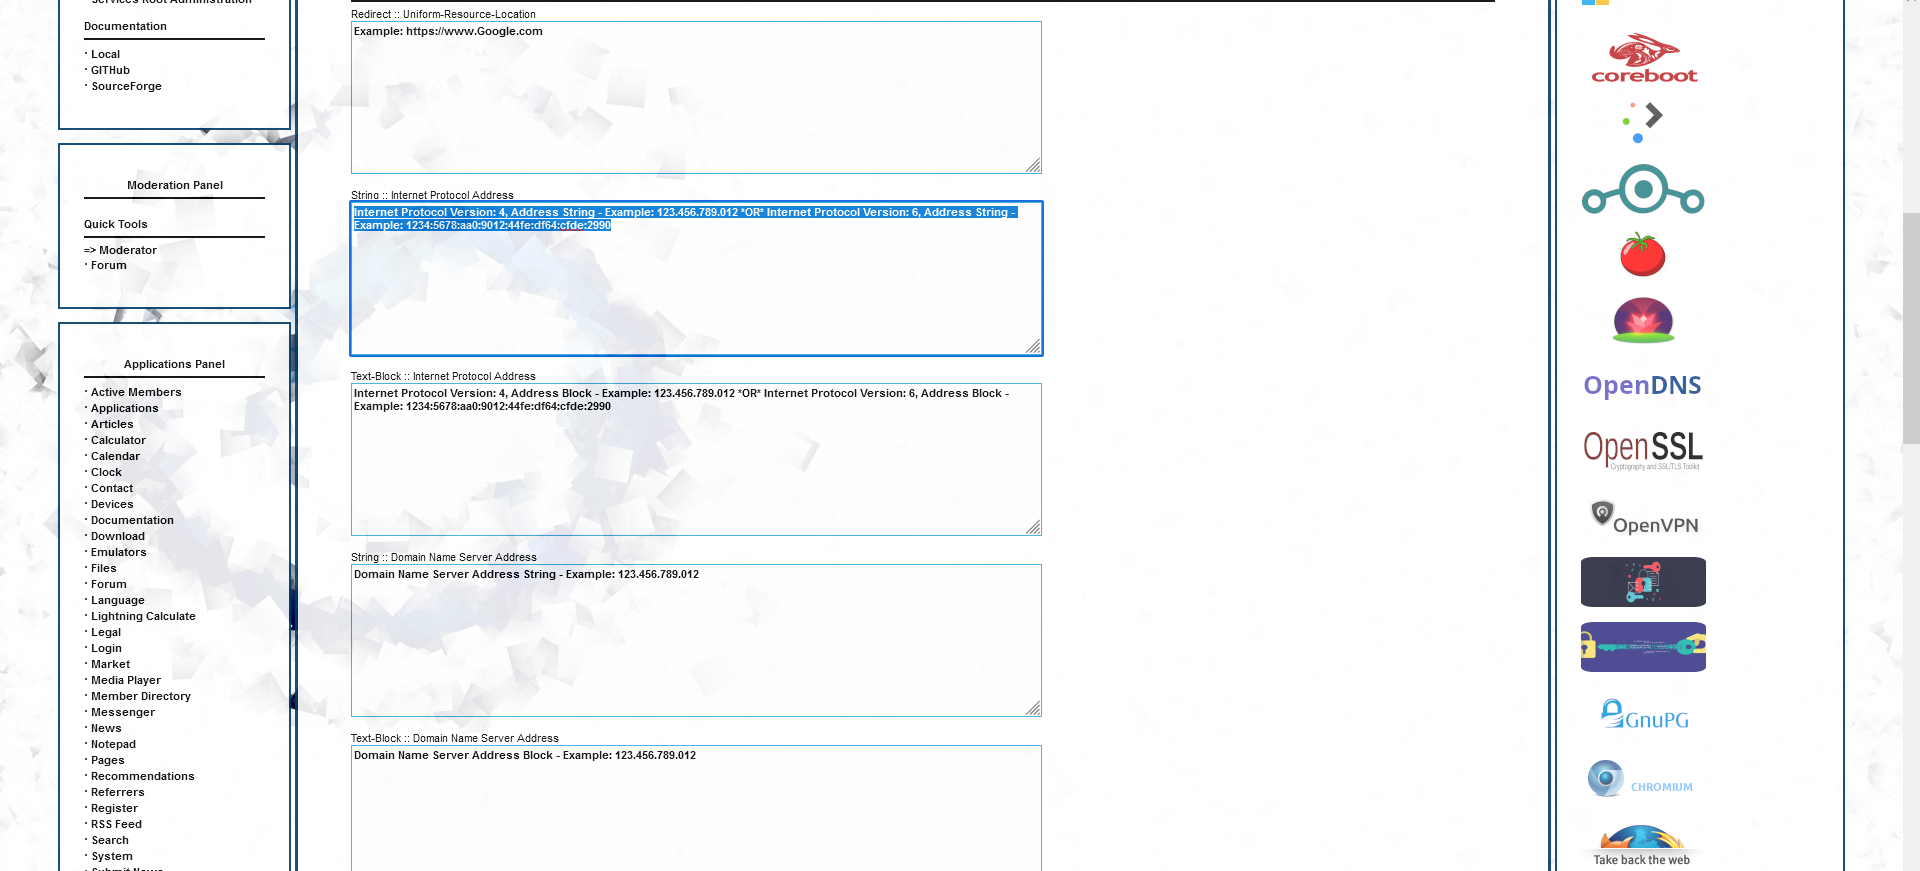 Services Root Administration
Documentation
· Local
· GITHub
· SourceForge
Moderation Panel
Quick Tools
=> Moderator
· Forum
Applications Panel
· Active Members
· Applications
· Articles
· Calculator
· Calendar
· Clock
· Contact
· Devices
· Documentation
· Download
· Emulators
· Files
· Forum
· Language
· Lightning Calculate
· Legal
· Login
· Market
· Media Player
· Member Directory
· Messenger
· News
· Notepad
· Pages
· Recommendations
· Referrers
· Register
· RSS Feed
· Search
· System
· Submit News
Redirect :: Uniform-Resource-Location
Example: https://www.Google.com
String :: Internet Protocol Address
Internet Protocol Version: 4, Address String - Example: 123.456.789.012 *OR* Internet Protocol Version: 6, Address String -
Example: 1234:5678:aa0:9012:44fe:df64:cfde:2990
Text-Block :: Internet Protocol Address
Internet Protocol Version: 4, Address Block - Example: 123.456.789.012 *OR* Internet Protocol Version: 6, Address Block -
Example: 1234:5678:aa0:9012:44fe:df64:cfde:2990
String :: Domain Name Server Address
Domain Name Server Address String - Example: 123.456.789.012
Text-Block :: Domain Name Server Address
Domain Name Server Address Block - Example: 123.456.789.012
coreboot
OpenDNS
OpenSSL
Cryptography and SSL/TLS Toolkit
OpenVPN
GnuPG
CHROMIUM
Take back the web